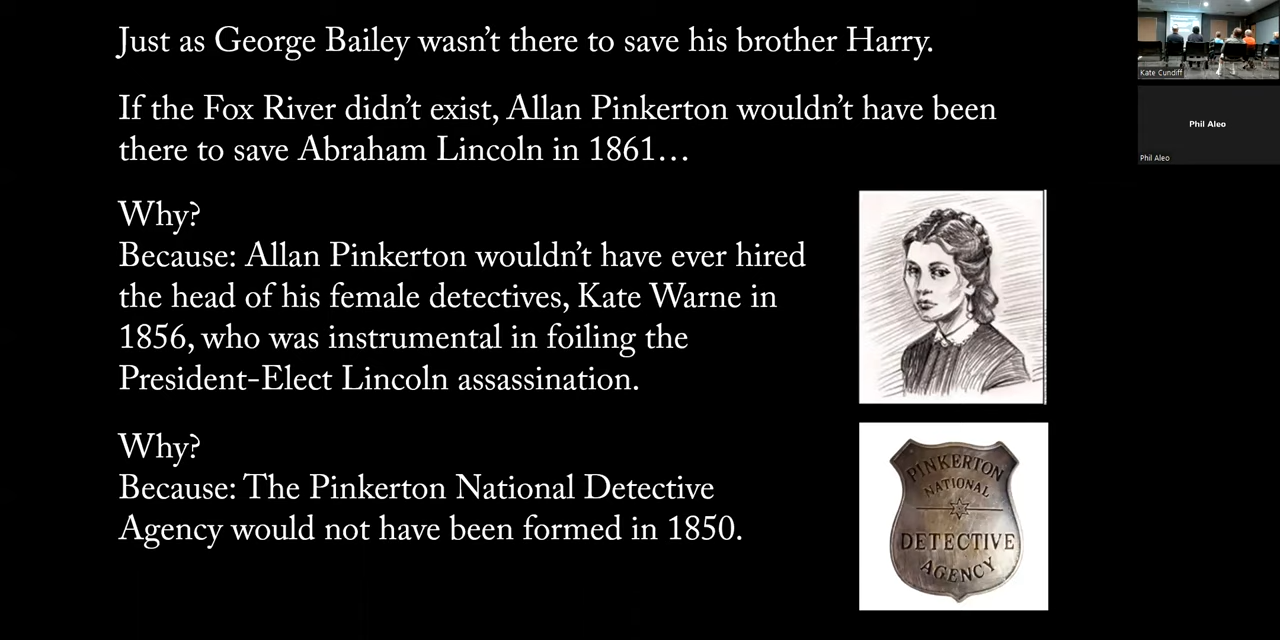 Just as George Bailey wasn't there to save his brother Harry.
If the Fox River didn't exist, Allan Pinkerton wouldn't have been
there to save Abraham Lincoln in 1861...
Why?
Because: Allan Pinkerton wouldn't have ever hired
the head of his female detectives, Kate Warne in
1856, who was instrumental in foiling the
President-Elect Lincoln assassination.
Why?
Because: The Pinkerton National Detective
Agency would not have been formed in 1850.
PINKERTON
NATIONAL
DETECTIVE
AGENCY
Kate Cundiff
Phil Aleo
Phil Aleo